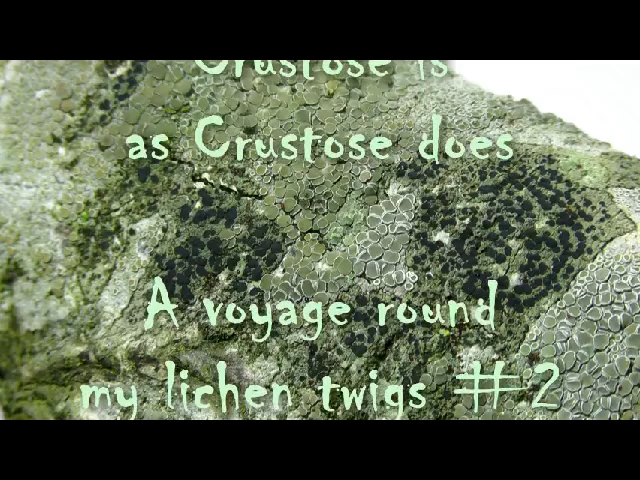 Crustose is
as Crustose does
A voyage round
my lichen twigs #2